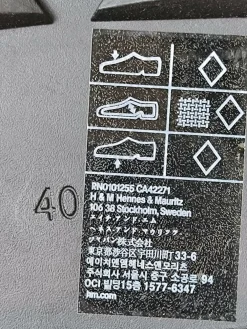 40
RN0101255 CA42271
H & M Hennes & Mauritz
106 38 Stockholm, Sweden
エイチ・アンド・エム
ヘネス・アンド・マウリッツ・
ジャパン株式会社
東京都渋谷区宇田川町33-6
에이치앤엠헤네스앤모리츠
주식회사 서울시 중구 소공로 94
OCI 빌딩15층 1577-6347